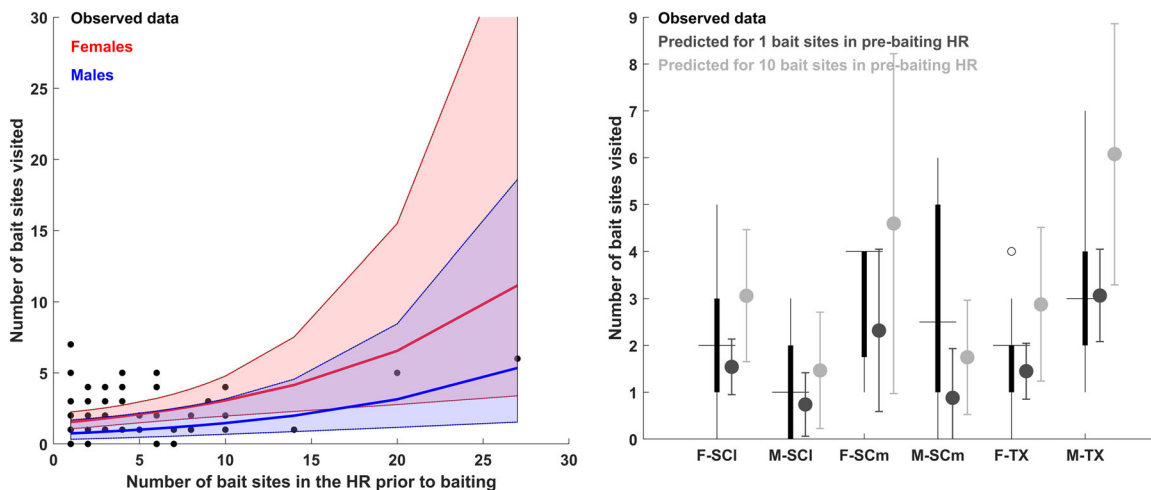 30
25
20
15
10
5
0
Number of bait sites visited
Observed data
Females
Males
0 5 10 15 20 25 30
Number of bait sites in the HR prior to baiting
9
8
7
6
5
4
3
2
1
0
Number of bait sites visited
Observed data
Predicted for 1 bait sites in pre-baiting HR
Predicted for 10 bait sites in pre-baiting HR
F-SCI M-SCI F-SCm M-SCm F-TX M-TX